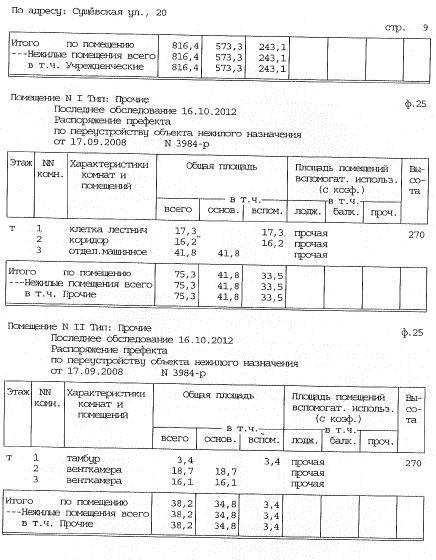 По адресу: Сущёвская ул., 20
стр. 9
Итого по помещению 816,4 573,3 243,1
---Нежилые помещения всего 816,4 573,3 243,1
в т.ч. Учрежденческие 816,4 573,3 243,1
Помещение N I Тип: Прочие
ф.25
Последнее обследование 16.10.2012
Распоряжение префекта
по переустройству объекта нежилого назначения
от 17.09.2008 N 3984-р
Этаж NN комн. Характеристики комнат и помещений Общая площадь Площадь помещений вспомогат. использ. (с коэф.) Вы-со-та
в т.ч. в т.ч.
всего основ. вспом. лодж. балк. проч.
т 1 клетка лестнич 17,3 17,3 прочая 270
2 коридор 16,2 16,2 прочая
3 отдел.машинное 41,8 41,8 прочая
Итого по помещению 75,3 41,8 33,5
---Нежилые помещения всего 75,3 41,8 33,5
в т.ч. Прочие 75,3 41,8 33,5
Помещение N II Тип: Прочие
ф.25
Последнее обследование 16.10.2012
Распоряжение префекта
по переустройству объекта нежилого назначения
от 17.09.2008 N 3984-р
Этаж NN комн. Характеристики комнат и помещений Общая площадь Площадь помещений вспомогат. использ. (с коэф.) Вы-со-та
в т.ч. в т.ч.
всего основ. вспом. лодж. балк. проч.
т 1 тамбур 3,4 3,4 прочая 270
2 венткамера 18,7 18,7 прочая
3 венткамера 16,1 16,1 прочая
Итого по помещению 38,2 34,8 3,4
---Нежилые помещения всего 38,2 34,8 3,4
в т.ч. Прочие 38,2 34,8 3,4